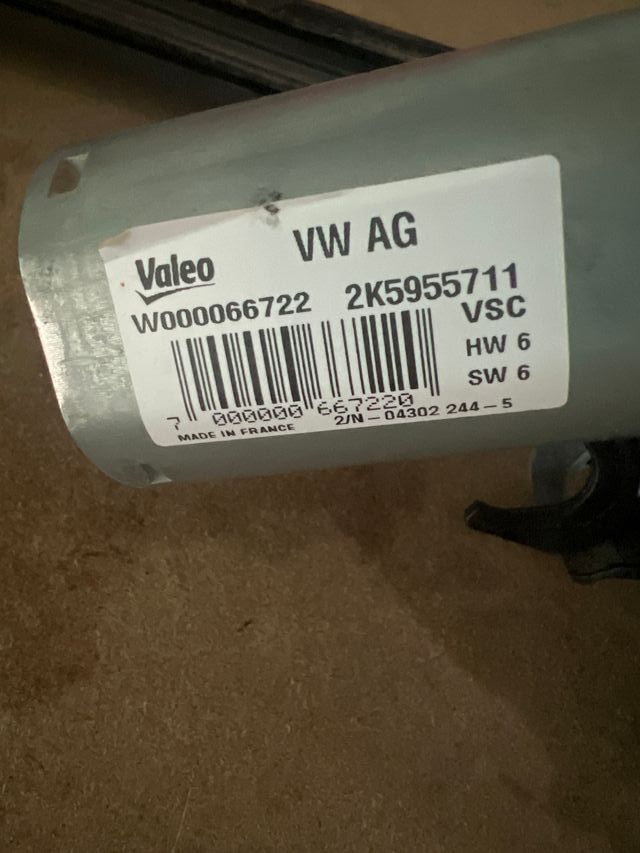 VW AG
Valeo
W000066722 2K5955711
VSC
HW 6
SW 6
7 000000 667220
2/N - 04302 244 - 5
MADE IN FRANCE